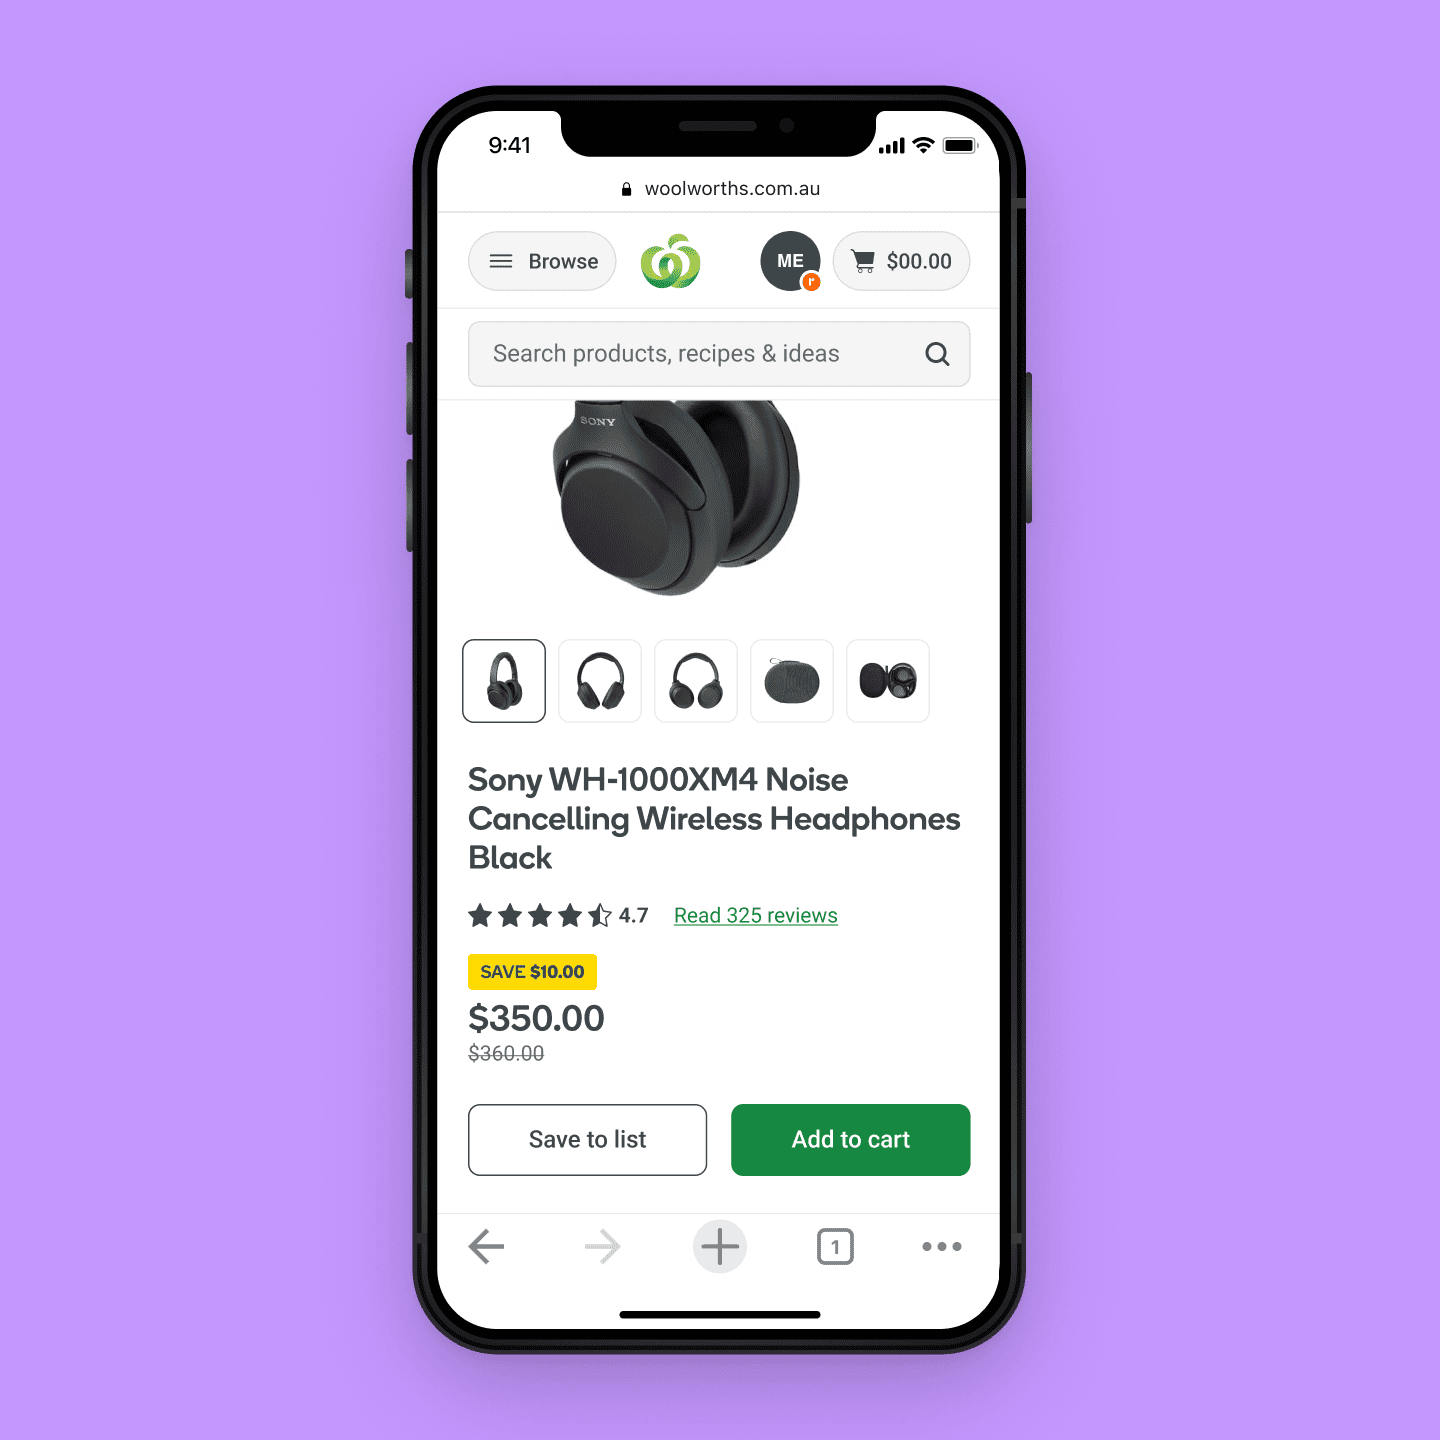 9:41
woolworths.com.au
Browse
ME
r
$00.00
Search products, recipes & ideas
SONY
Sony WH-1000XM4 Noise
Cancelling Wireless Headphones
Black
4.7 Read 325 reviews
SAVE $10.00
$350.00
$360.00
Save to list
Add to cart
1